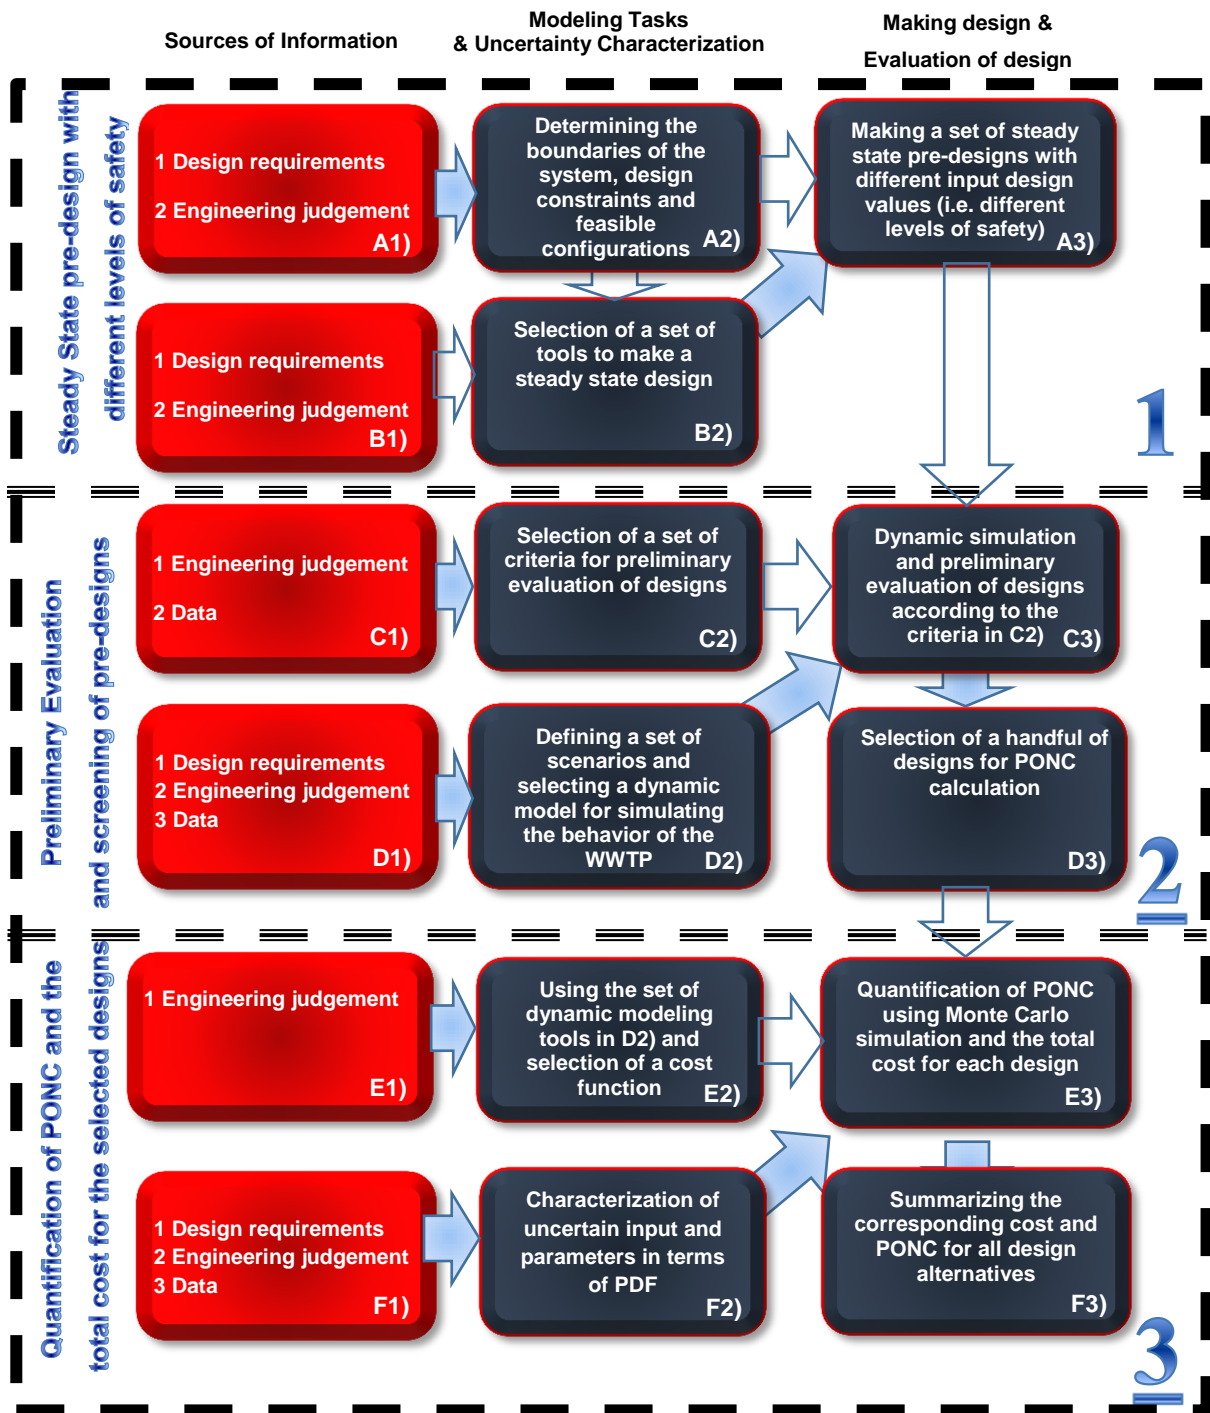 Sources of Information
Modeling Tasks
& Uncertainty Characterization
Making design &
Evaluation of design
Steady State pre-design with
different levels of safety
1 Design requirements
2 Engineering judgement
A1)
Determining the
boundaries of the
system, design
constraints and
feasible
configurations
A2)
Making a set of steady
state pre-designs with
different input design
values (i.e. different
levels of safety)
A3)
1 Design requirements
2 Engineering judgement
B1)
Selection of a set of
tools to make a
steady state design
B2)
1
Preliminary Evaluation
and screening of pre-designs
1 Engineering judgement
2 Data
C1)
Selection of a set of
criteria for preliminary
evaluation of designs
C2)
Dynamic simulation
and preliminary
evaluation of designs
according to the
criteria in C2)
C3)
1 Design requirements
2 Engineering judgement
3 Data
D1)
Defining a set of
scenarios and
selecting a dynamic
model for simulating
the behavior of the
WWTP
D2)
Selection of a handful of
designs for PONC
calculation
D3)
2
Quantification of PONC and the
total cost for the selected designs
1 Engineering judgement
E1)
Using the set of
dynamic modeling
tools in D2) and
selection of a cost
function
E2)
Quantification of PONC
using Monte Carlo
simulation and the total
cost for each design
E3)
1 Design requirements
2 Engineering judgement
3 Data
F1)
Characterization of
uncertain input and
parameters in terms
of PDF
F2)
Summarizing the
corresponding cost and
PONC for all design
alternatives
F3)
3